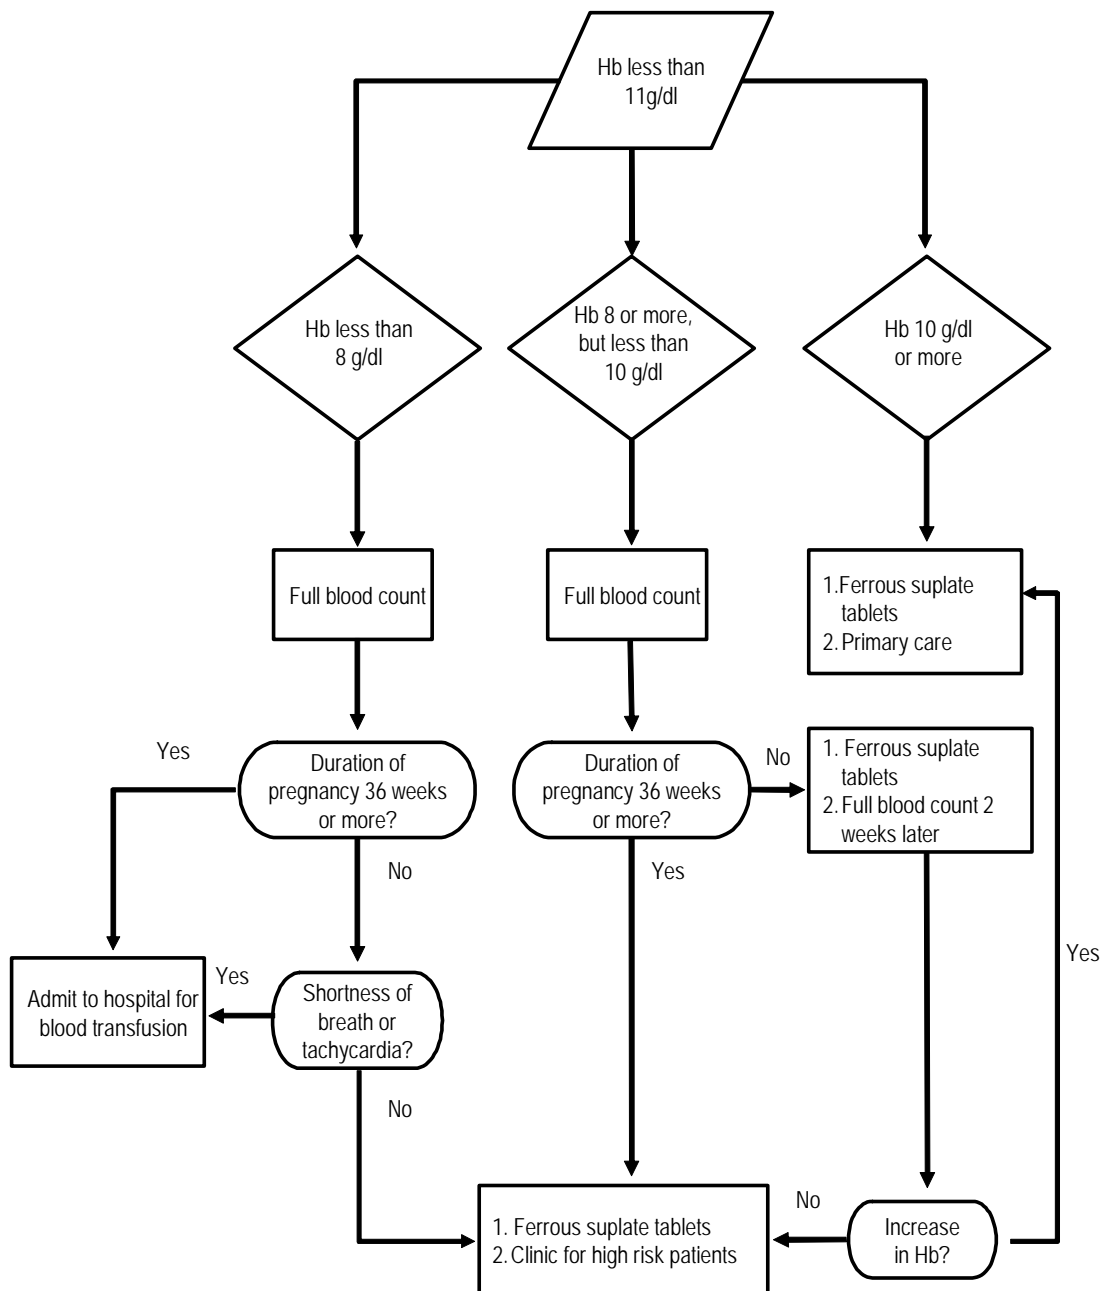 Hb less than
11g/dl
Hb less than
8 g/dl
Hb 8 or more,
but less than
10 g/dl
Hb 10 g/dl
or more
Full blood count
Full blood count
1.Ferrous suplate
tablets
2. Primary care
Yes
Duration of
pregnancy 36 weeks
or more?
No
Duration of
pregnancy 36 weeks
or more?
No
1. Ferrous suplate
tablets
2. Full blood count 2
weeks later
Yes
Yes
Admit to hospital for
blood transfusion
Yes
Shortness of
breath or
tachycardia?
No
1. Ferrous suplate tablets
2. Clinic for high risk patients
No
Increase
in Hb?